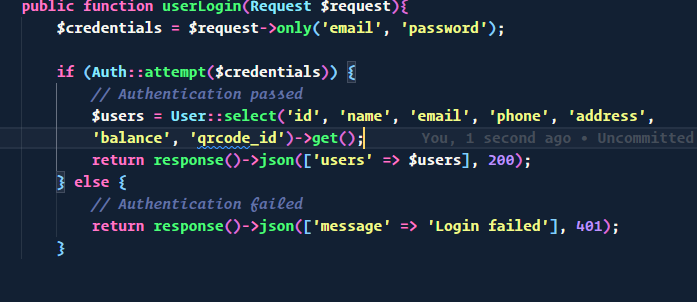 public function userLogin(Request $request){
$credentials = $request->only('email', 'password');
if (Auth::attempt($credentials)) {
// Authentication passed
$users = User::select('id', 'name', 'email', 'phone', 'address',
'balance', 'qrcode_id')->get(); You, 1 second ago • Uncommitted
return response()->json(['users' => $users], 200);
} else {
// Authentication failed
return response()->json(['message' => 'Login failed'], 401);
}